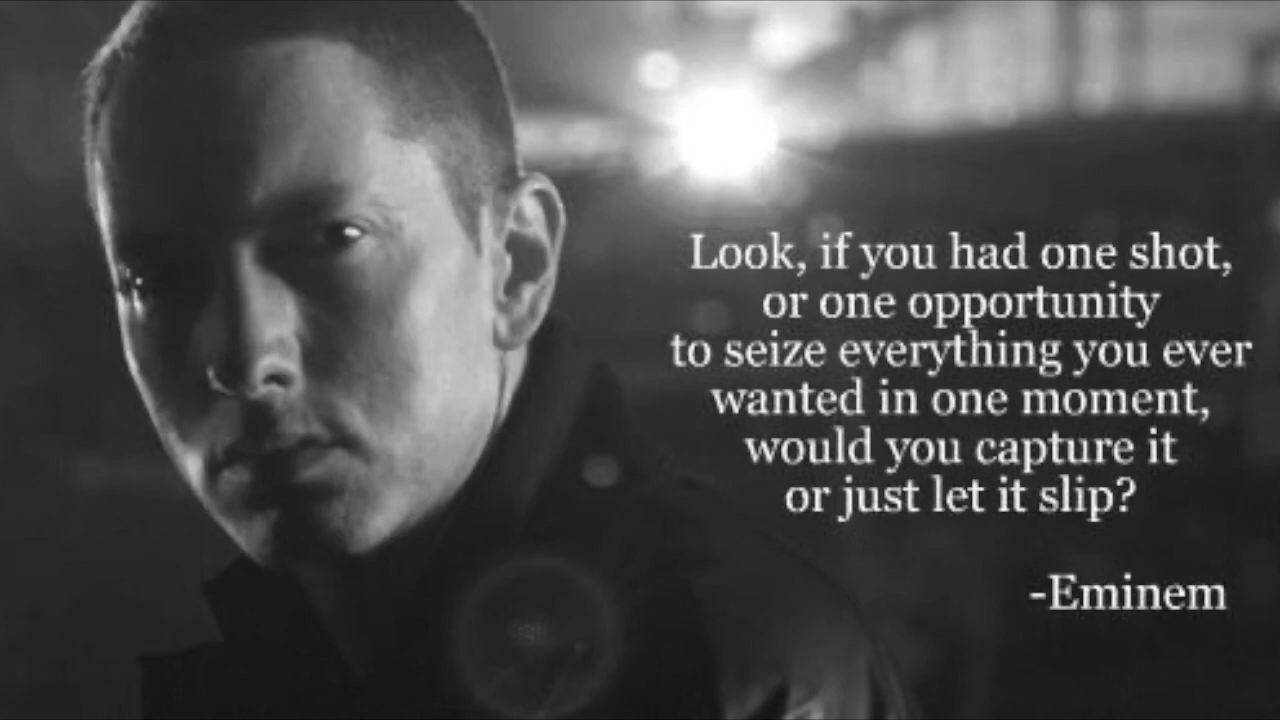 Look, if you had one shot,
or one opportunity
to seize everything you ever
wanted in one moment,
would you capture it
or just let it slip?
-Eminem